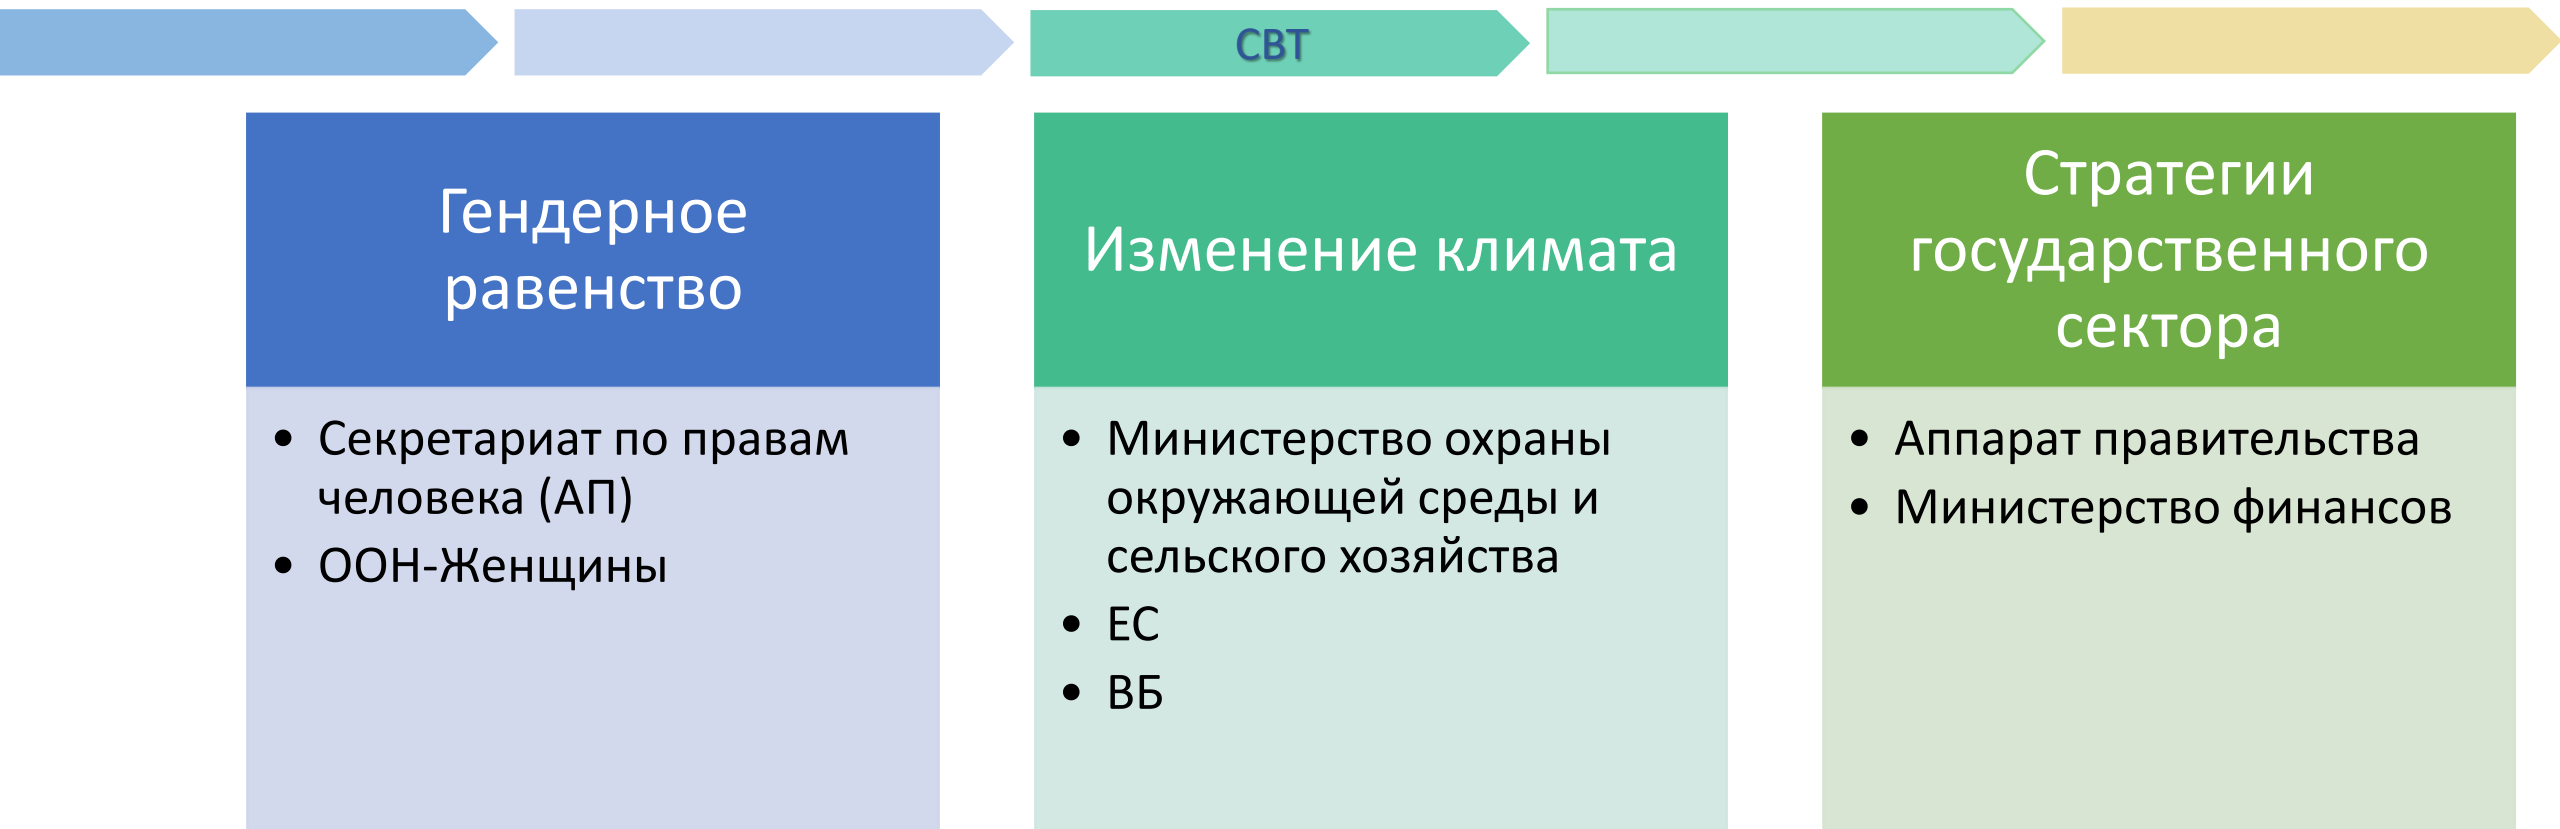 СВТ
Гендерное
равенство
• Секретариат по правам
человека (АП)
• ООН-Женщины
Изменение климата
• Министерство охраны
окружающей среды и
сельского хозяйства
• ЕС
• ВБ
Стратегии
государственного
сектора
• Аппарат правительства
• Министерство финансов